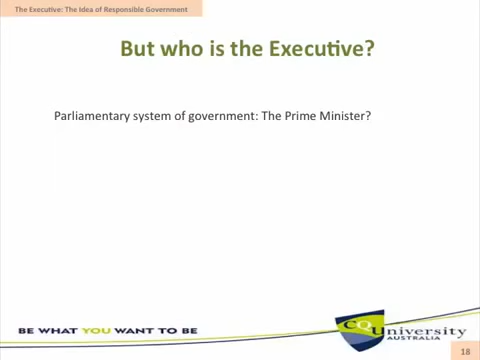 The Executive: The Idea of Responsible Government
But who is the Executive?
Parliamentary system of government: The Prime Minister?
BE WHAT YOU WANT TO BE
CQUniversity
AUSTRALIA
18